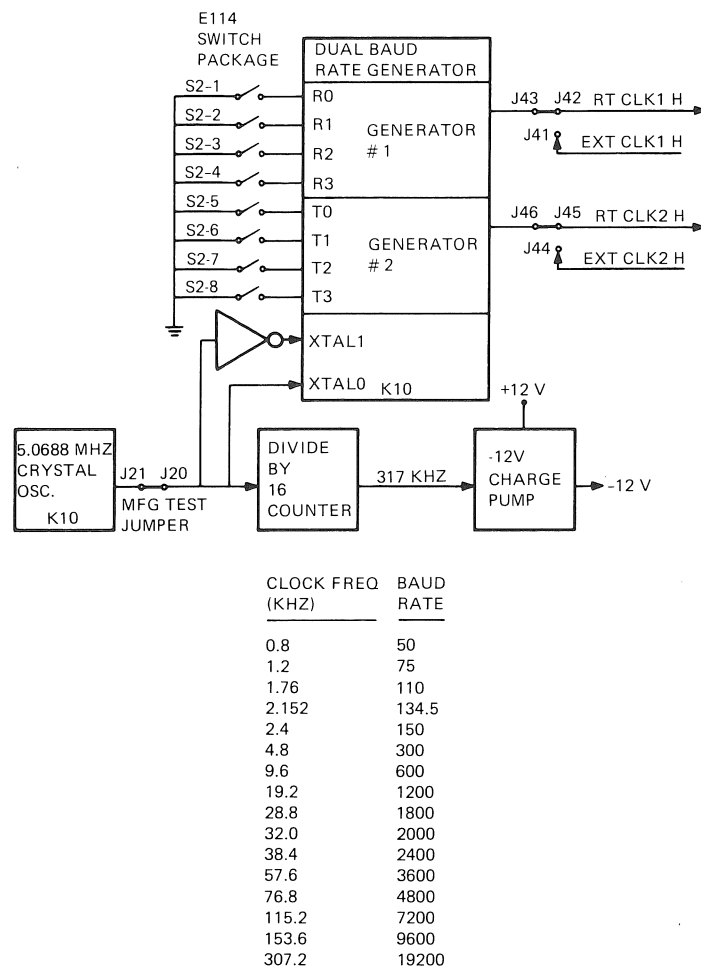 E114
SWITCH
PACKAGE
DUAL BAUD
RATE GENERATOR
S2-1
R0
S2-2
R1
S2-3
R2
S2-4
R3
GENERATOR
#1
J43 J42 RT CLK1 H
J41 EXT CLK1 H
S2-5
T0
S2-6
T1
S2-7
T2
S2-8
T3
GENERATOR
#2
J46 J45 RT CLK2 H
J44 EXT CLK2 H
XTAL1
XTAL0
K10
5.0688 MHZ
CRYSTAL
OSC.
K10
J21 J20
MFG TEST
JUMPER
DIVIDE
BY
16
COUNTER
317 KHZ
+12 V
-12V
CHARGE
PUMP
-12 V
CLOCK FREQ BAUD
(KHZ) RATE
0.8 50
1.2 75
1.76 110
2.152 134.5
2.4 150
4.8 300
9.6 600
19.2 1200
28.8 1800
32.0 2000
38.4 2400
57.6 3600
76.8 4800
115.2 7200
153.6 9600
307.2 19200